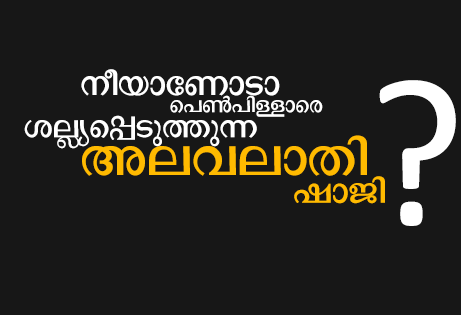 നീയാണോടാ
പെൺപിള്ളാരെ
ശല്ല്യപ്പെടുത്തുന്ന
അലവലാതി
ഷാജി
?